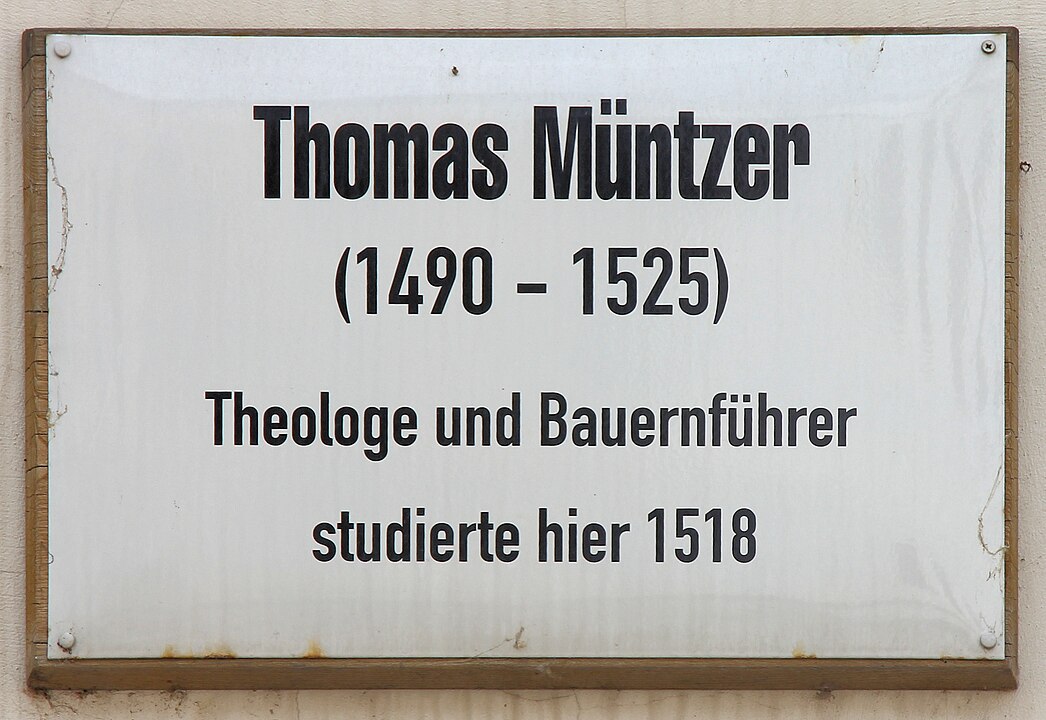 Thomas Müntzer
(1490 – 1525)
Theologe und Bauernführer
studierte hier 1518